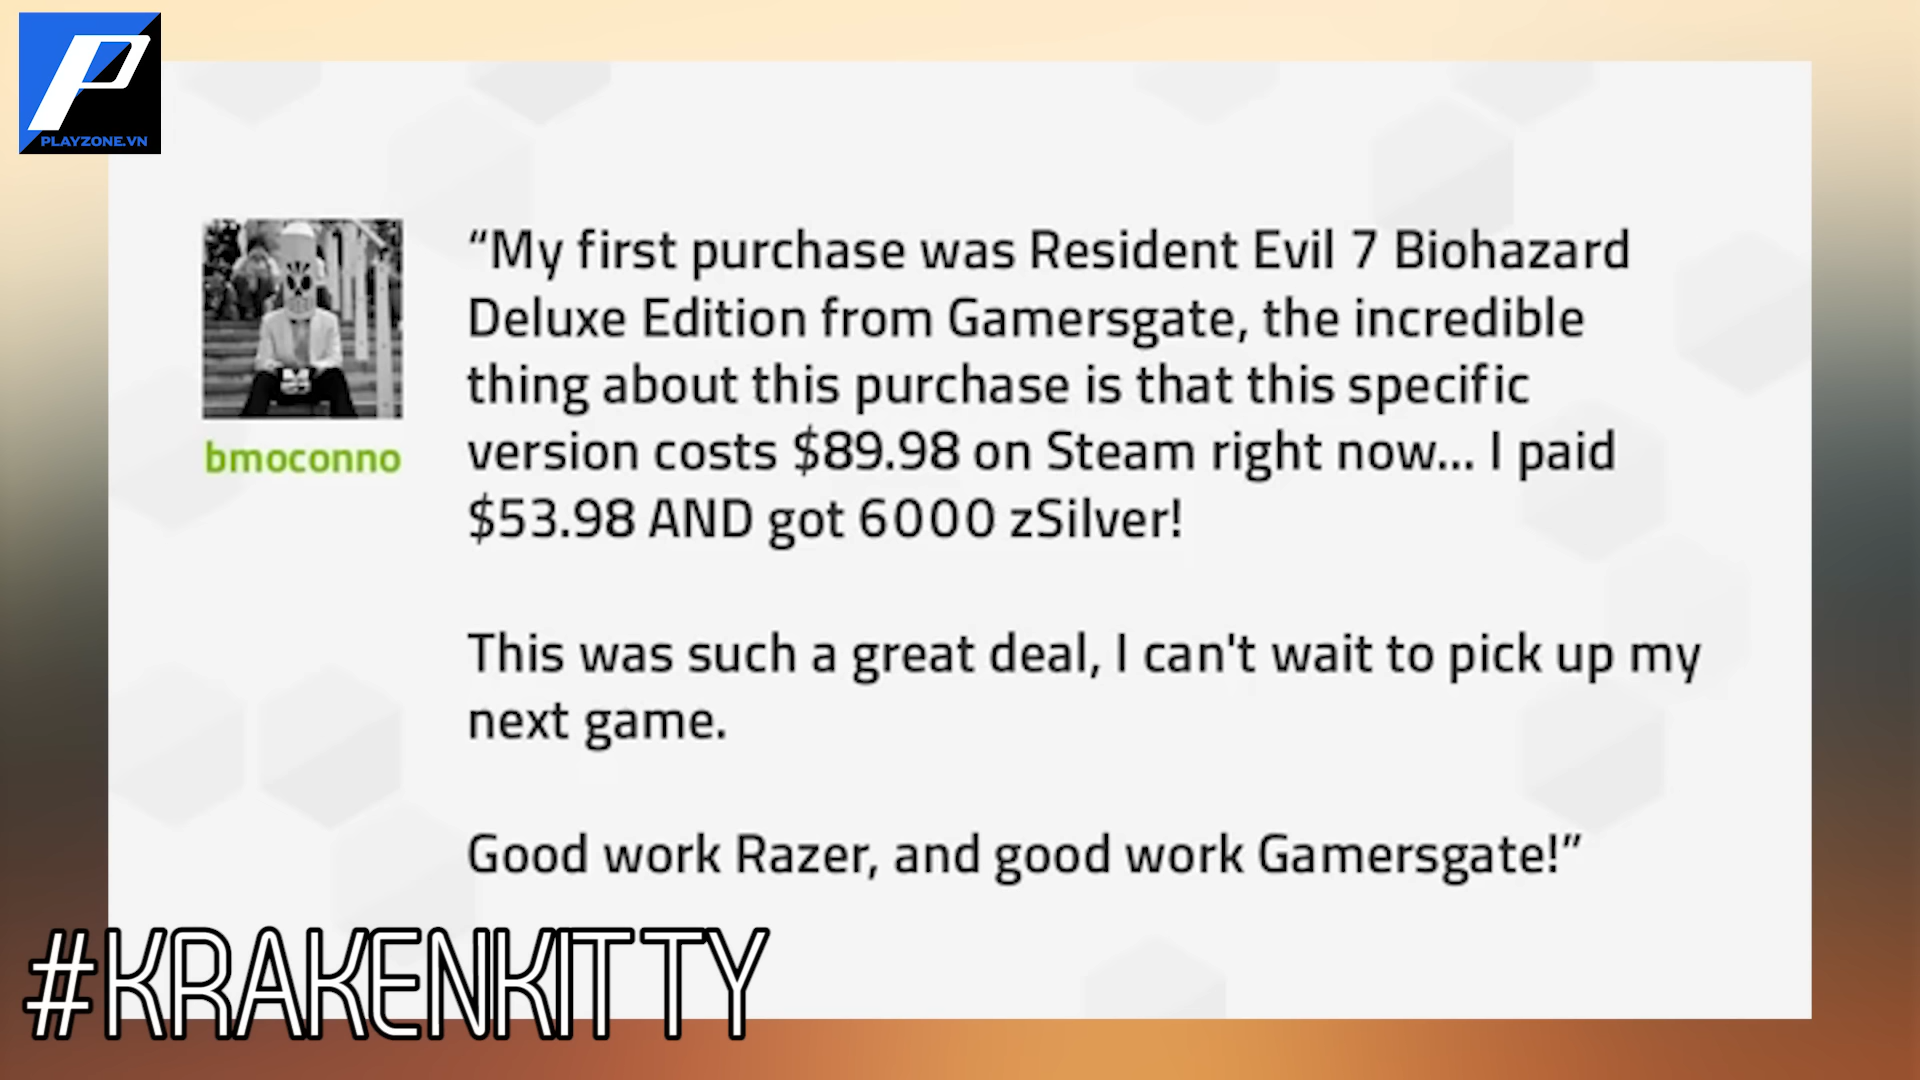 PLAYZONE.VN
“My first purchase was Resident Evil 7 Biohazard
Deluxe Edition from Gamersgate, the incredible
thing about this purchase is that this specific
version costs $89.98 on Steam right now... I paid
$53.98 AND got 6000 zSilver!
bmoconno
This was such a great deal, I can't wait to pick up my
next game.
Good work Razer, and good work Gamersgate!”
#KRAKENKITTY